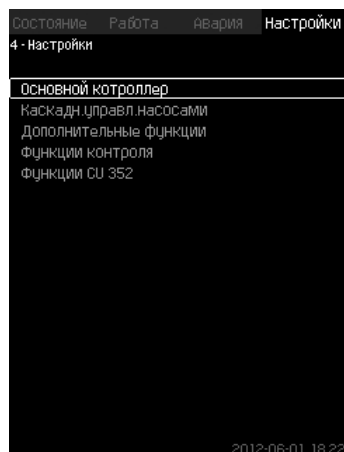 Состояние Работа Авария Настройки
4 - Настройки
Основной котроллер
Каскадн.управл.насосами
Дополнительные функции
Функции контроля
Функции CU 352
2012-06-01 18:22